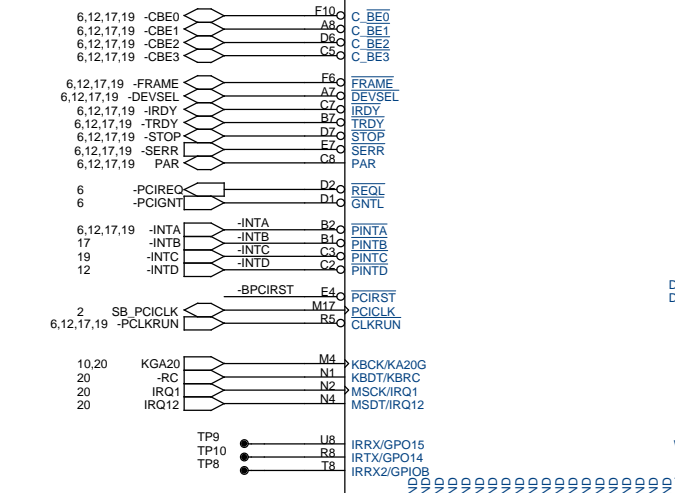 6,12,17,19 -CBE0 F10 C_BE0
6,12,17,19 -CBE1 A8 C_BE1
6,12,17,19 -CBE2 D6 C_BE2
6,12,17,19 -CBE3 C5 C_BE3
6,12,17,19 -FRAME F6 FRAME
6,12,17,19 -DEVSEL A7 DEVSEL
6,12,17,19 -IRDY C7 IRDY
6,12,17,19 -TRDY B7 TRDY
6,12,17,19 -STOP D7 STOP
6,12,17,19 -SERR E7 SERR
6,12,17,19 PAR C8 PAR
6 -PCIREQ D2 REQL
6 -PCIGNT D1 GNTL
6,12,17,19 -INTA -INTA B2 PINTA
17 -INTB -INTB B1 PINTB
19 -INTC -INTC C3 PINTC
12 -INTD -INTD C2 PINTD
-BPCIRST E4 PCIRST
2 SB_PCICLK M17 PCICLK
6,12,17,19 -PCLKRUN R5 CLKRUN
10,20 KGA20 M4 KBCK/KA20G
20 -RC N1 KBDT/KBRC
20 IRQ1 N2 MSCK/IRQ1
20 IRQ12 N4 MSDT/IRQ12
TP9 U8 IRRX/GPO15
TP10 R8 IRTX/GPO14
TP8 T8 IRRX2/GPIOB